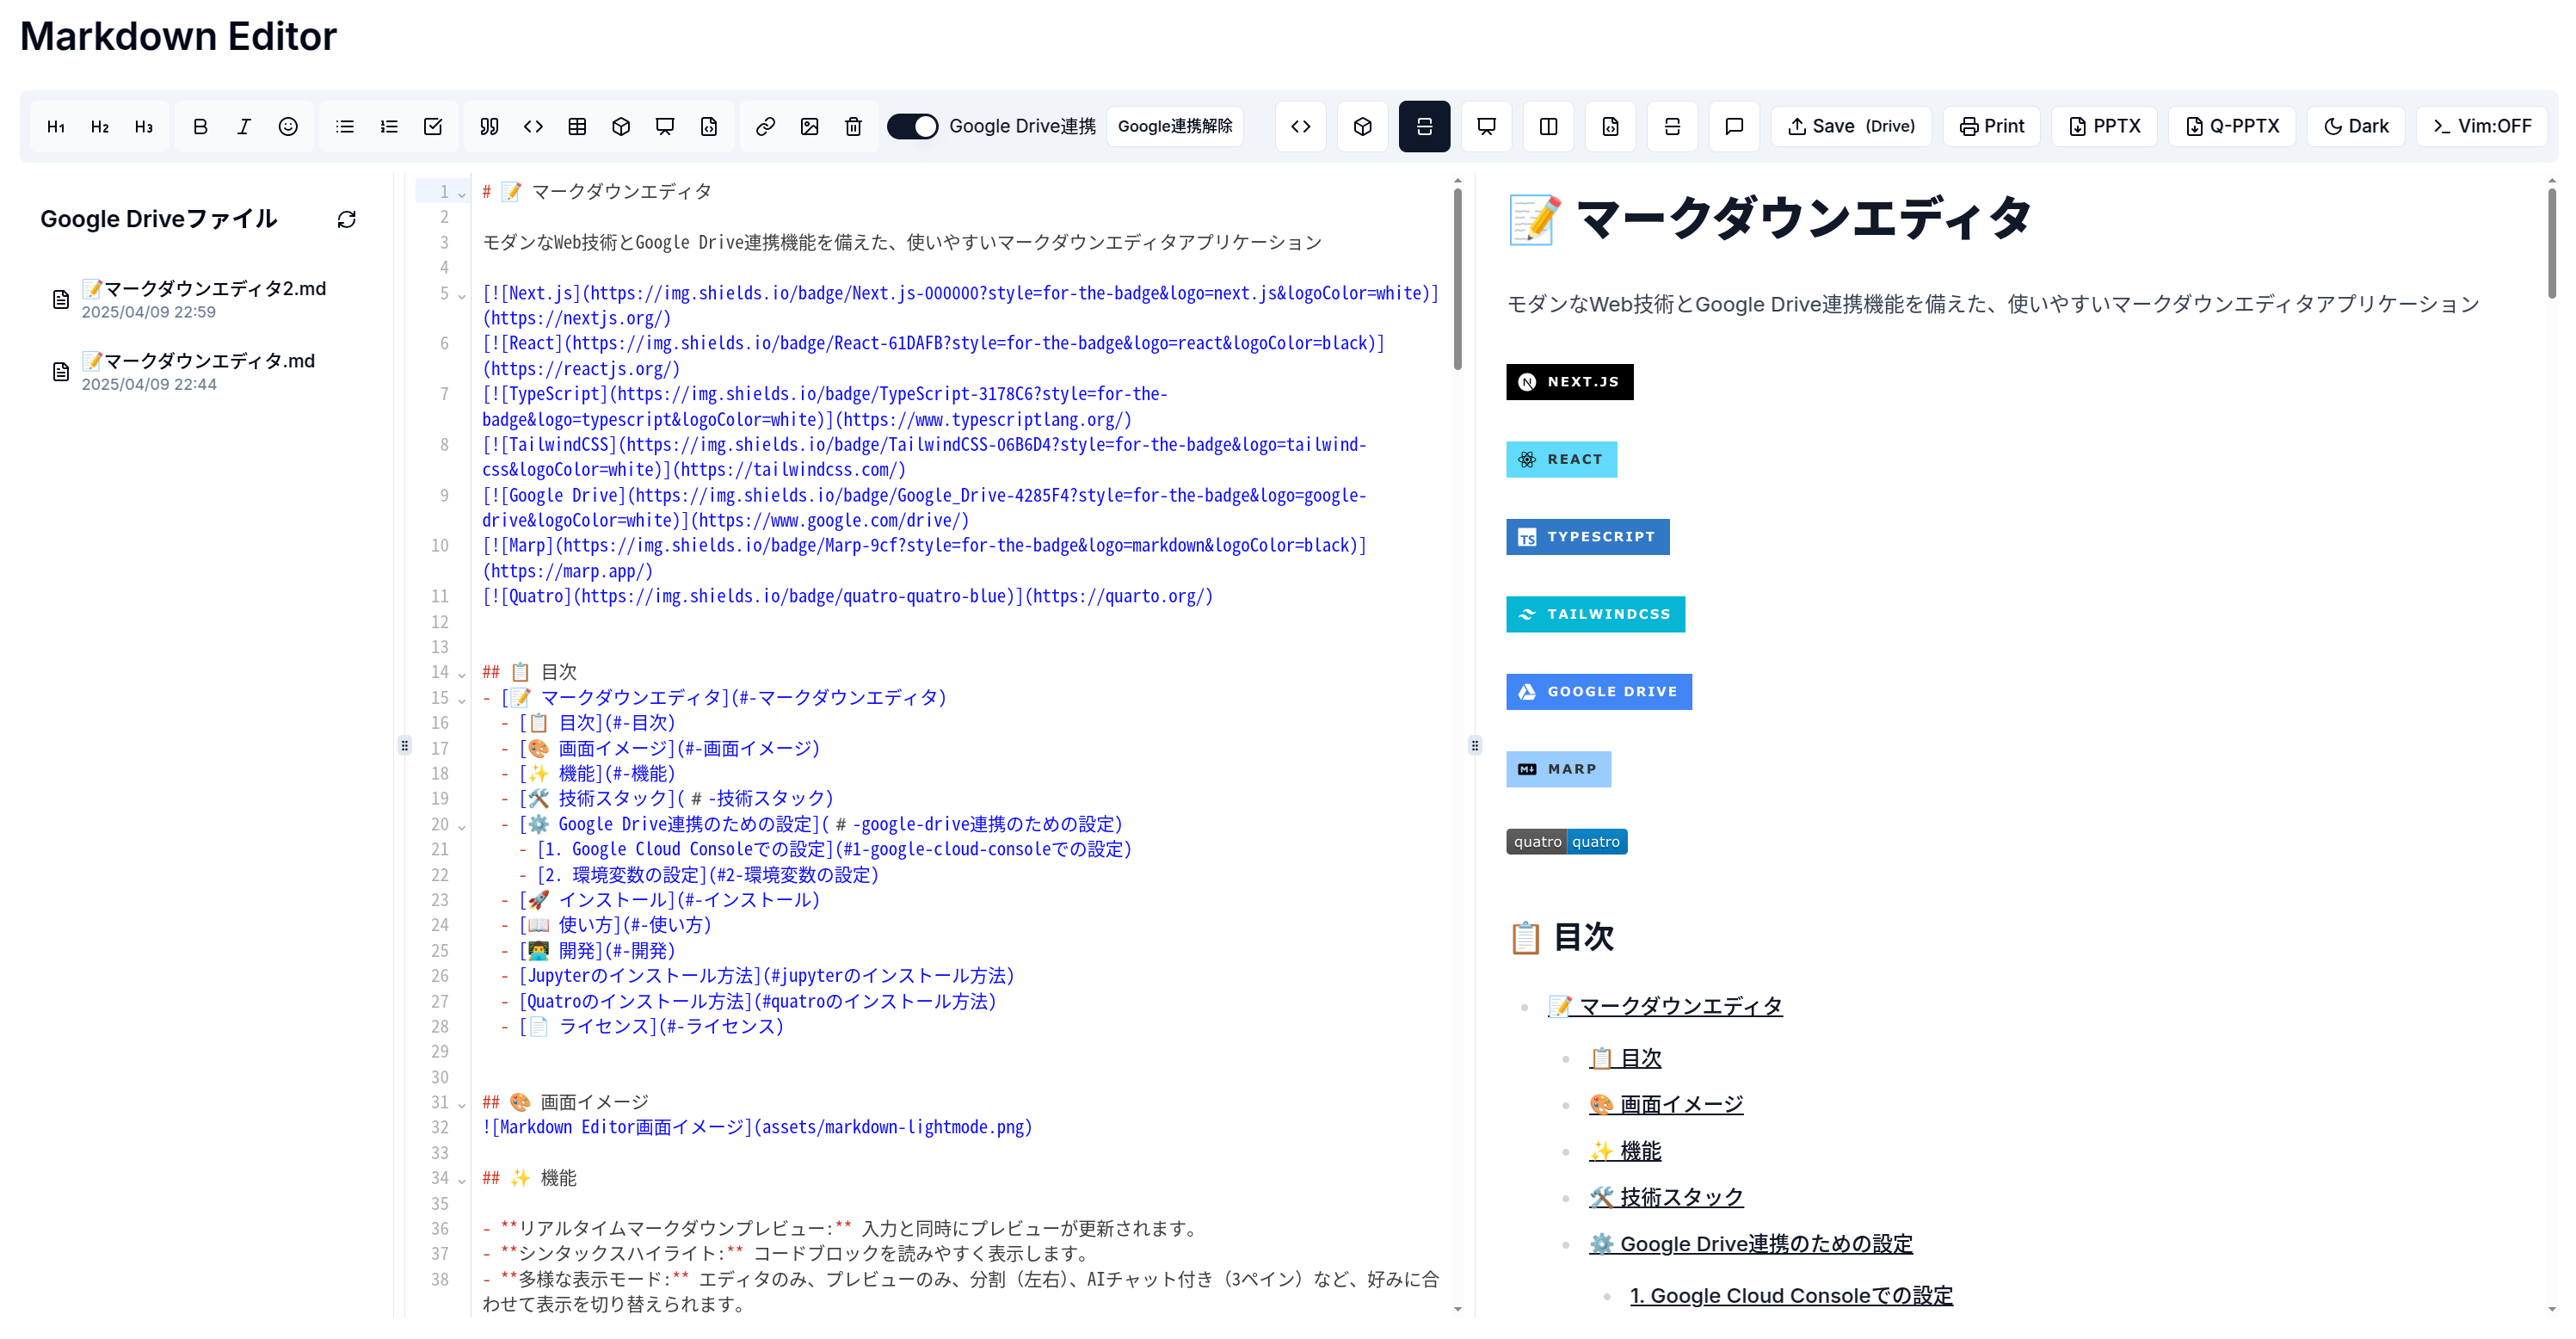 Markdown Editor
H1 H2 H3 B I Google Drive連携 Google連携解除 Save (Drive) Print PPTX Q-PPTX Dark Vim:OFF
Google Driveファイル
📝マークダウンエディタ2.md
2025/04/09 22:59
📝マークダウンエディタ.md
2025/04/09 22:44
1 # 📝 マークダウンエディタ
2
3 モダンなWeb技術とGoogle Drive連携機能を備えた、使いやすいマークダウンエディタアプリケーション
4
5 [![Next.js](https://img.shields.io/badge/Next.js-000000?style=for-the-badge&logo=next.js&logoColor=white)]
(https://nextjs.org/)
6 [![React](https://img.shields.io/badge/React-61DAFB?style=for-the-badge&logo=react&logoColor=black)]
(https://reactjs.org/)
7 [![TypeScript](https://img.shields.io/badge/TypeScript-3178C6?style=for-the-
badge&logo=typescript&logoColor=white)](https://www.typescriptlang.org/)
8 [![TailwindCSS](https://img.shields.io/badge/TailwindCSS-06B6D4?style=for-the-badge&logo=tailwind-
css&logoColor=white)](https://tailwindcss.com/)
9 [![Google Drive](https://img.shields.io/badge/Google_Drive-4285F4?style=for-the-badge&logo=google-
drive&logoColor=white)](https://www.google.com/drive/)
10 [![Marp](https://img.shields.io/badge/Marp-9cf?style=for-the-badge&logo=markdown&logoColor=black)]
(https://marp.app/)
11 [![Quatro](https://img.shields.io/badge/quatro-quatro-blue)](https://quarto.org/)
12
13
14 ## 📋 目次
15 - [📝 マークダウンエディタ](#-マークダウンエディタ)
16 - [📋 目次](#-目次)
17 - [🎨 画面イメージ](#-画面イメージ)
18 - [✨ 機能](#-機能)
19 - [🛠️ 技術スタック](#️-技術スタック)
20 - [⚙️ Google Drive連携のための設定](#️-google-drive連携のための設定)
21 - [1. Google Cloud Consoleでの設定](#1-google-cloud-consoleでの設定)
22 - [2. 環境変数の設定](#2-環境変数の設定)
23 - [🚀 インストール](#-インストール)
24 - [📖 使い方](#-使い方)
25 - [👨‍💻 開発](#-開発)
26 - [Jupyterのインストール方法](#jupyterのインストール方法)
27 - [Quatroのインストール方法](#quatroのインストール方法)
28 - [📄 ライセンス](#-ライセンス)
29
30
31 ## 🎨 画面イメージ
32 ![Markdown Editor画面イメージ](assets/markdown-lightmode.png)
33
34 ## ✨ 機能
35
36 - **リアルタイムマークダウンプレビュー:** 入力と同時にプレビューが更新されます。
37 - **シンタックスハイライト:** コードブロックを読みやすく表示します。
38 - **多様な表示モード:** エディタのみ、プレビューのみ、分割（左右）、AIチャット付き（3ペイン）など、好みに合
わせて表示を切り替えられます。
📝 マークダウンエディタ
モダンなWeb技術とGoogle Drive連携機能を備えた、使いやすいマークダウンエディタアプリケーション
NEXT.JS
REACT
TS TYPESCRIPT
TAILWINDCSS
GOOGLE DRIVE
MARP
quatro quatro
📋 目次
📝 マークダウンエディタ
📋 目次
🎨 画面イメージ
✨ 機能
🛠️ 技術スタック
⚙️ Google Drive連携のための設定
1. Google Cloud Consoleでの設定